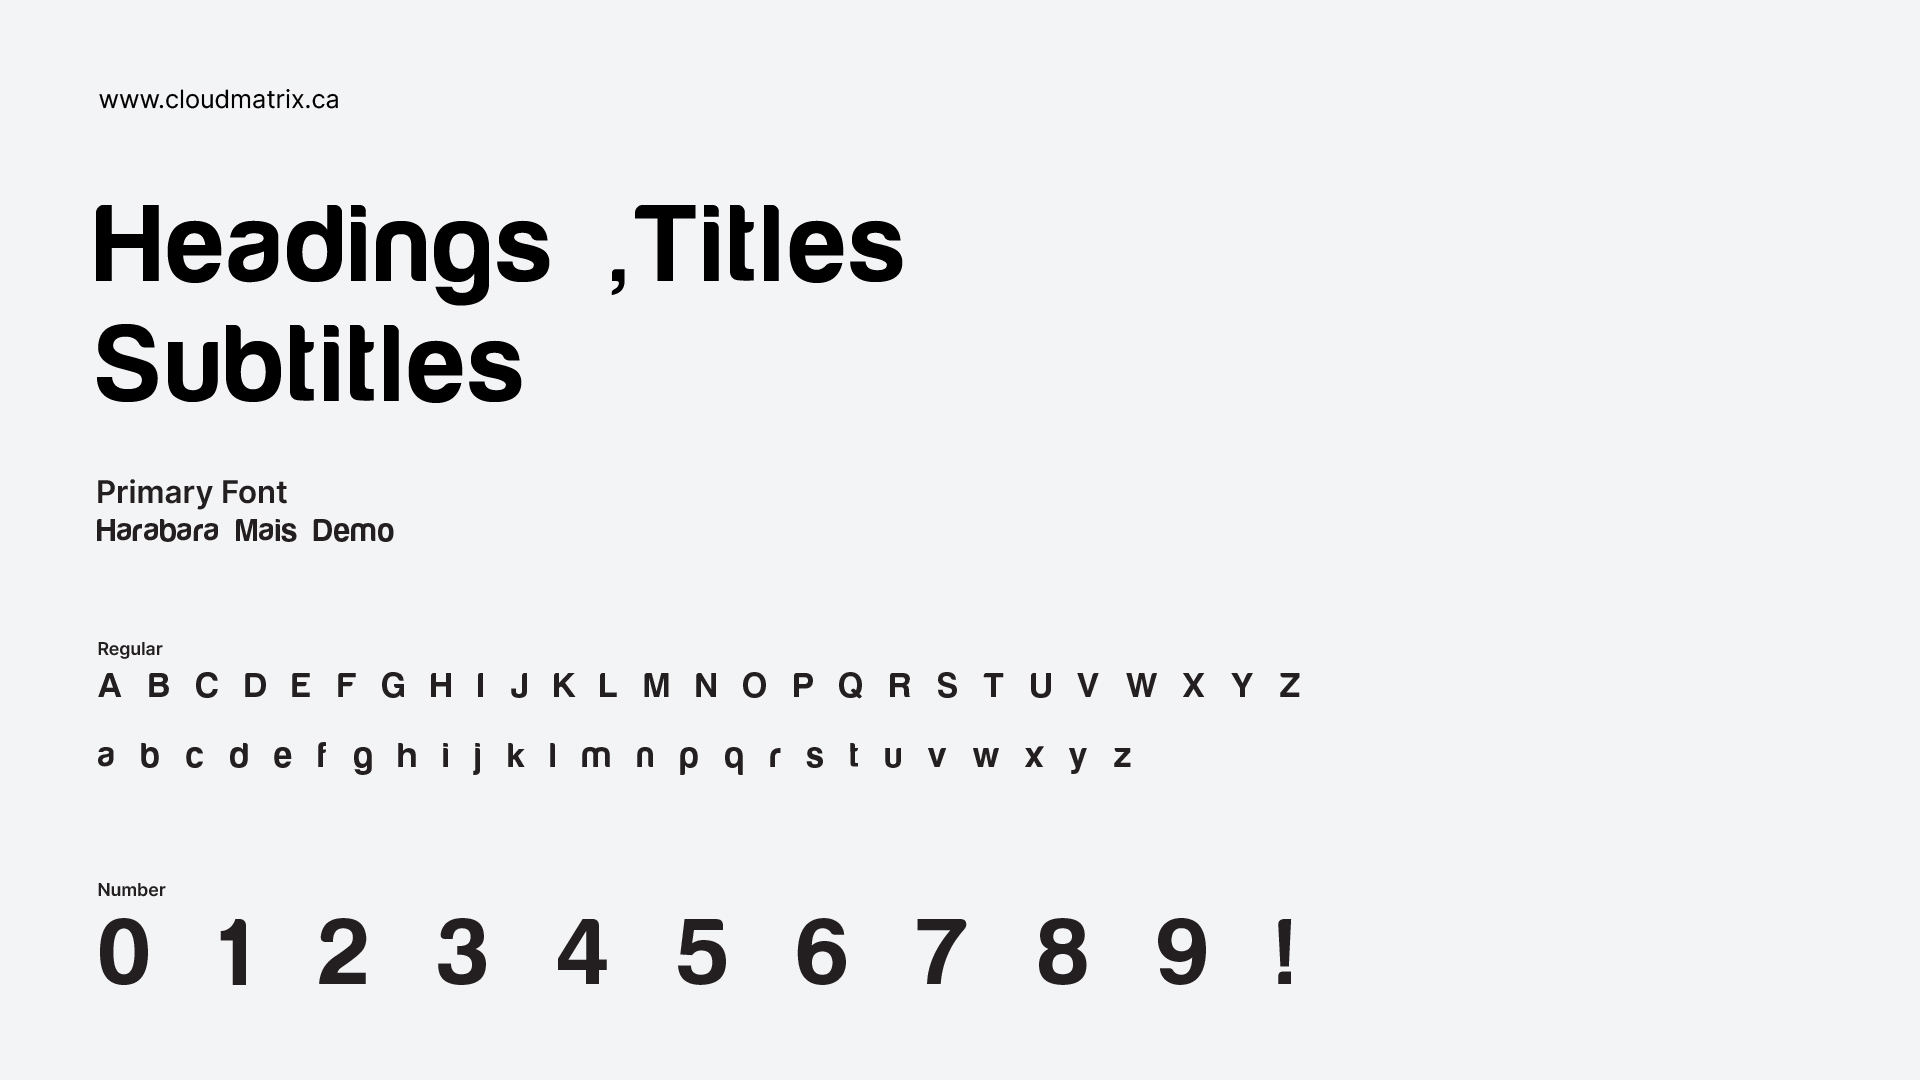 www.cloudmatrix.ca
Headings ,Titles
Subtitles
Primary Font
Harabara Mais Demo
Regular
A B C D E F G H I J K L M N O P Q R S T U V W X Y Z
a b c d e f g h i j k l m n p q r s t u v w x y z
Number
0 1 2 3 4 5 6 7 8 9 !